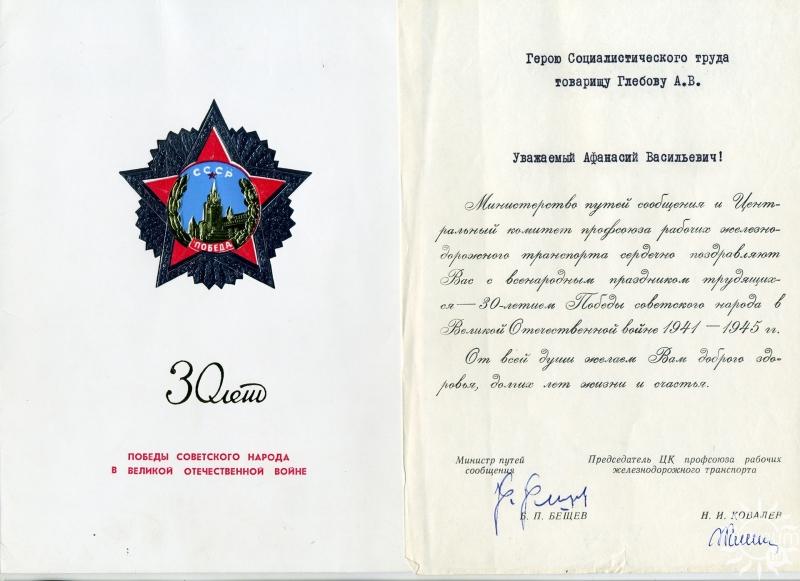 СССР
ПОБЕДА
30 лет
ПОБЕДЫ СОВЕТСКОГО НАРОДА
В ВЕЛИКОЙ ОТЕЧЕСТВЕННОЙ ВОЙНЕ
Герою Социалистического труда
товарищу Глебову А.В.
Уважаемый Афанасий Васильевич!
Министерство путей сообщения и Цент-
ральный комитет профсоюза рабочих железно-
дорожного транспорта сердечно поздравляют
Вас с всенародным праздником трудящих-
ся — 30-летием Победы советского народа в
Великой Отечественной войне 1941 — 1945 гг.
От всей души желаем Вам доброго здо-
ровья, долгих лет жизни и счастья.
Министр путей
сообщения
Б. П. БЕЩЕВ
Председатель ЦК профсоюза рабочих
железнодорожного транспорта
Н. И. КОВАЛЕВ